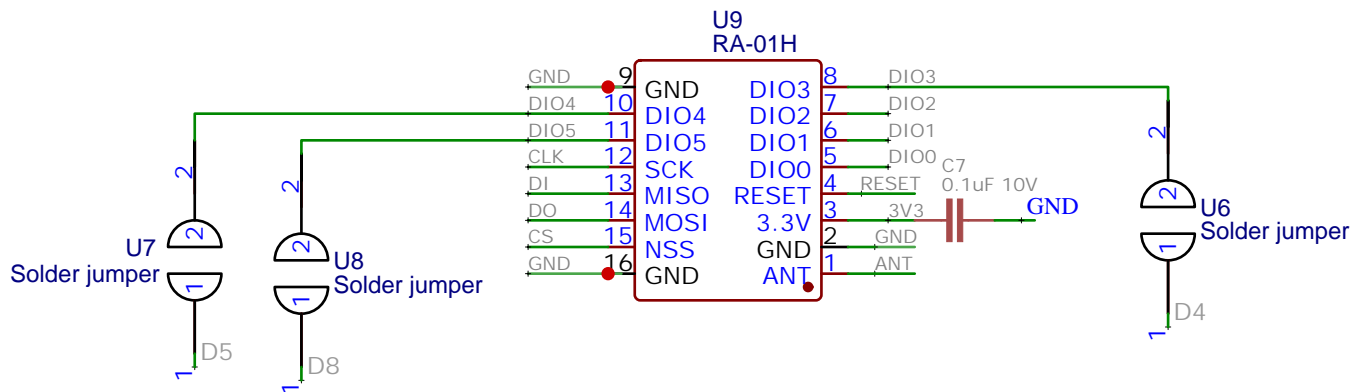 U9
RA-01H
GND 9 GND DIO3 8 DIO3
DIO4 10 DIO4 DIO2 7 DIO2
DIO5 11 DIO5 DIO1 6 DIO1
CLK 12 SCK DIO0 5 DIO0
DI 13 MISO RESET 4 RESET
DO 14 MOSI 3.3V 3 3V3
CS 15 NSS GND 2 GND
GND 16 GND ANT 1 ANT
C7
0.1uF 10V
GND
2
2
U7
Solder jumper
1
D5
1
2
2
U8
Solder jumper
1
D8
1
2
2
U6
Solder jumper
1
D4
1